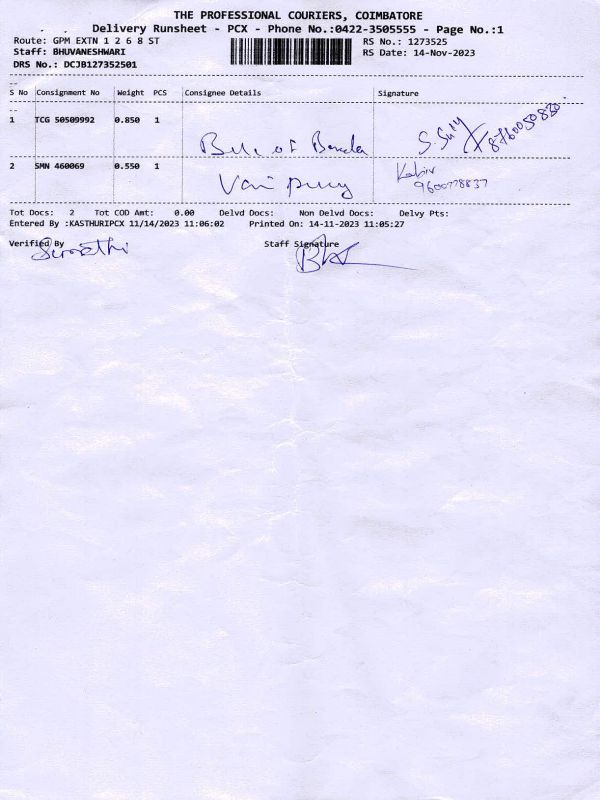 THE PROFESSIONAL COURIERS, COIMBATORE
Delivery Runsheet - PCX - Phone No.:0422-3505555 - Page No.:1
Route: GPM EXTN 1 2 6 8 ST RS No.: 1273525
Staff: BHUVANESHWARI RS Date: 14-Nov-2023
DRS No.: DCJB127352501
S No Consignment No Weight PCS Consignee Details Signature
1 TCG 50509992 0.850 1
Bank of Baroda
2 SMN 460069 0.550 1
9600778837
Tot Docs: 2 Tot COD Amt: 0.00 Delvd Docs: Non Delvd Docs: Delvy Pts:
Entered By :KASTHURIPCX 11/14/2023 11:06:02 Printed On: 14-11-2023 11:05:27
Verified By Staff Signature
Sumathi